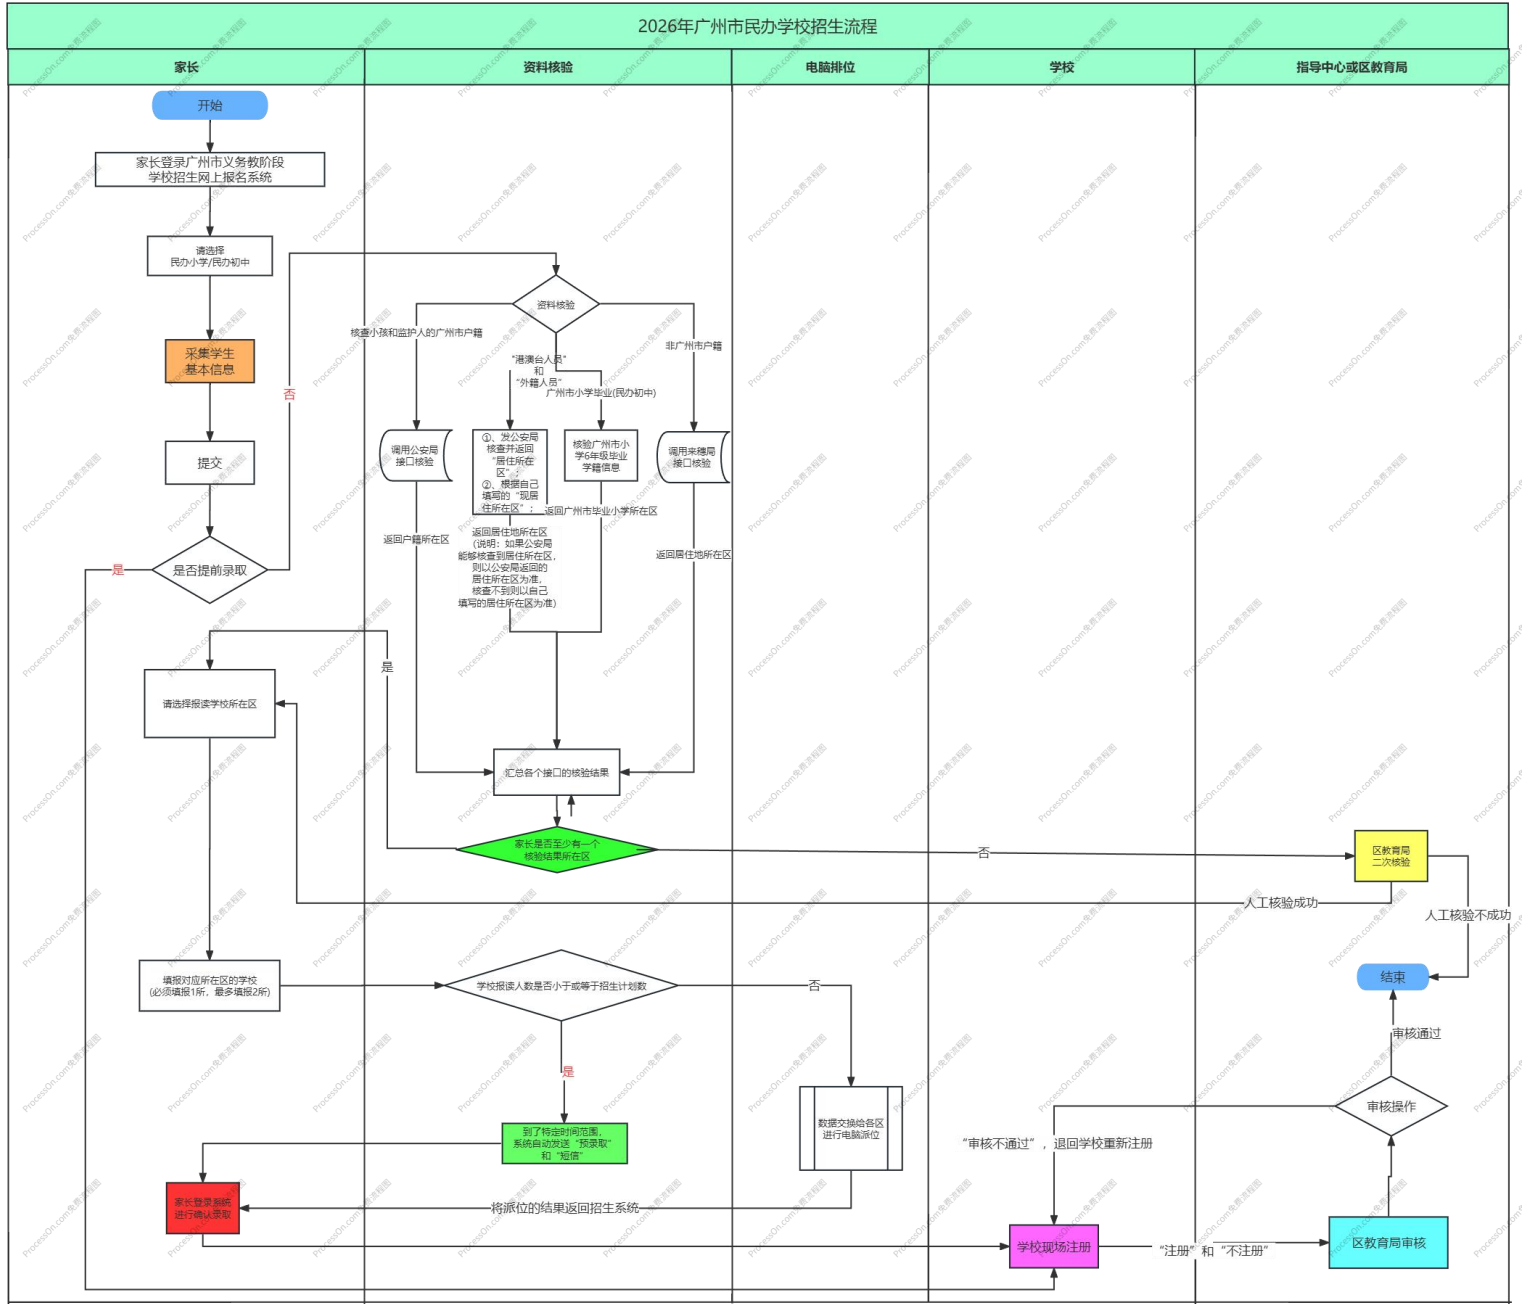 2026年广州市民办学校招生流程
家长
资料核验
电脑排位
学校
指导中心或区教育局
开始
家长登录广州市义务教阶段
学校招生网上报名系统
请选择
民办小学/民办初中
采集学生
基本信息
提交
是否提前录取
是
否
资料核验
核查小孩和监护人的广州市户籍
"港澳台人员"
和
"外籍人员"
广州市小学毕业(民办初中)
非广州市户籍
调用公安局
接口核验
①、发公安局
核查并返回
"居住所在
区"；
②、根据自己
填写的"现居
住所在区"；
核验广州市小
学6年级毕业
学籍信息
调用来穗局
接口核验
返回户籍所在区
返回居住地所在区
(说明：如果公安局
能够核查到居住所在区，
则以公安局返回的
居住所在区为准，
核查不到则以自己
填写的居住所在区为准)
返回广州市毕业小学所在区
返回居住地所在区
请选择报读学校所在区
是
汇总各个接口的核验结果
家长是否至少有一个
核验结果所在区
否
区教育局
二次核验
人工核验成功
人工核验不成功
填报对应所在区的学校
(必须填报1所，最多填报2所)
学校报读人数是否小于或等于招生计划数
否
是
结束
审核通过
审核操作
"审核不通过"，退回学校重新注册
数据交换给各区
进行电脑派位
到了特定时间范围，
系统自动发送"预录取"
和"短信"
家长登录系统
进行确认录取
将派位的结果返回招生系统
学校现场注册
"注册"和"不注册"
区教育局审核
ProcessOn.com免费流程图